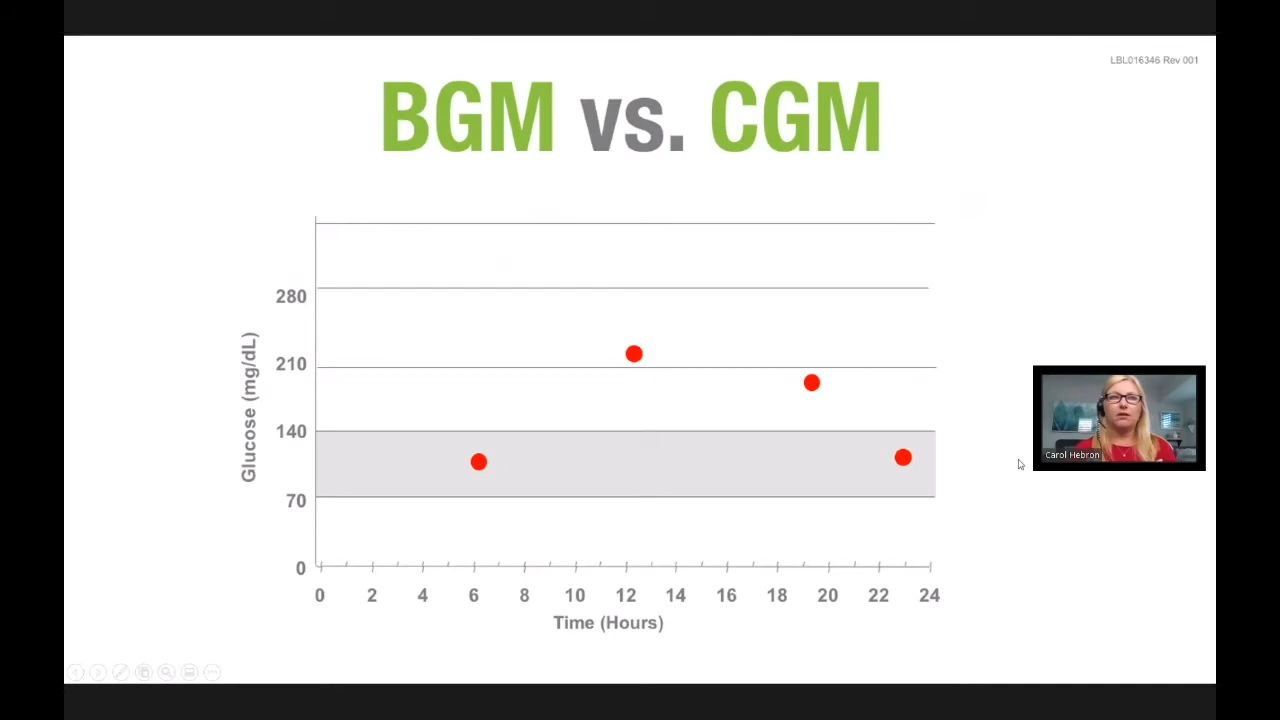 LBL016346 Rev 001
BGM vs. CGM
Glucose (mg/dL)
280
210
140
70
0
0 2 4 6 8 10 12 14 16 18 20 22 24
Time (Hours)
Carol Hebron